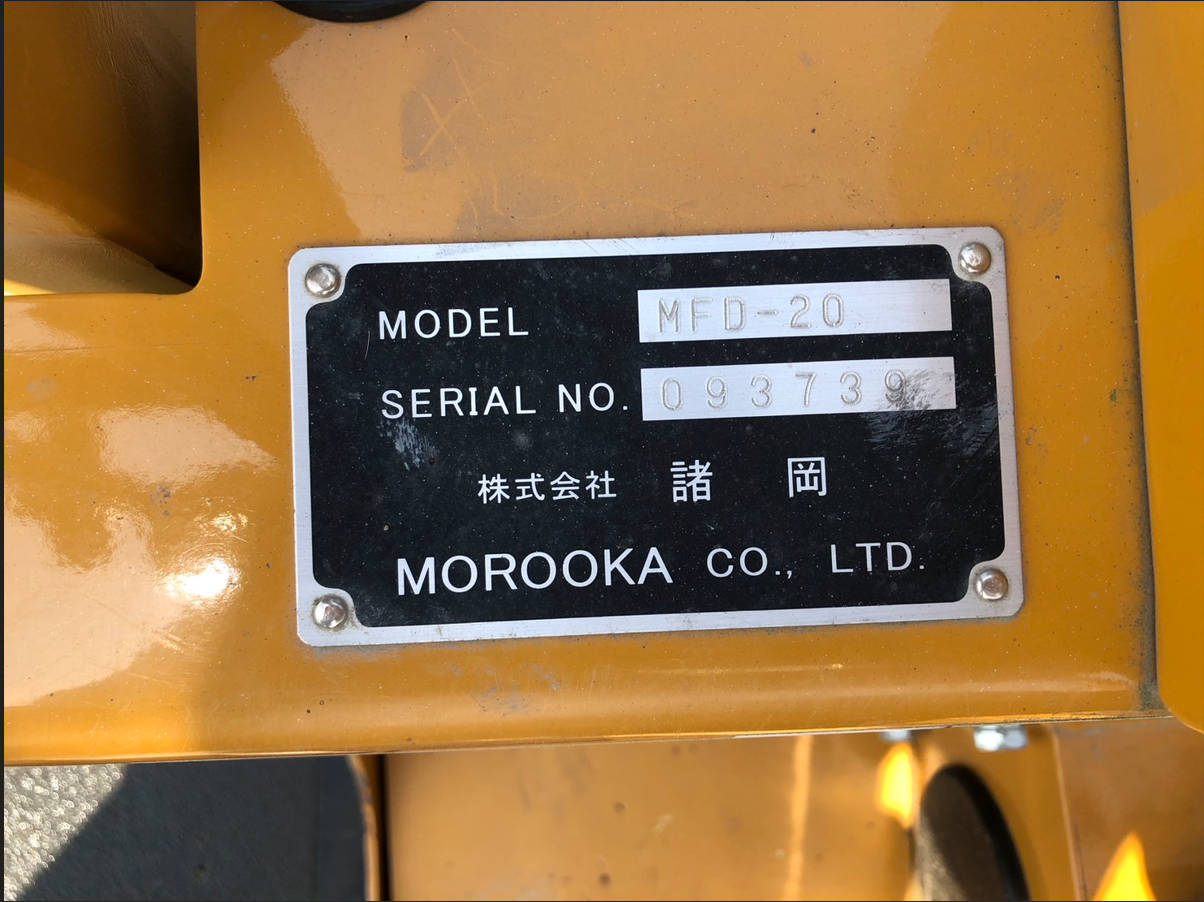 MODEL MFD-20
SERIAL NO. 093739
株式会社 諸岡
MOROOKA CO., LTD.